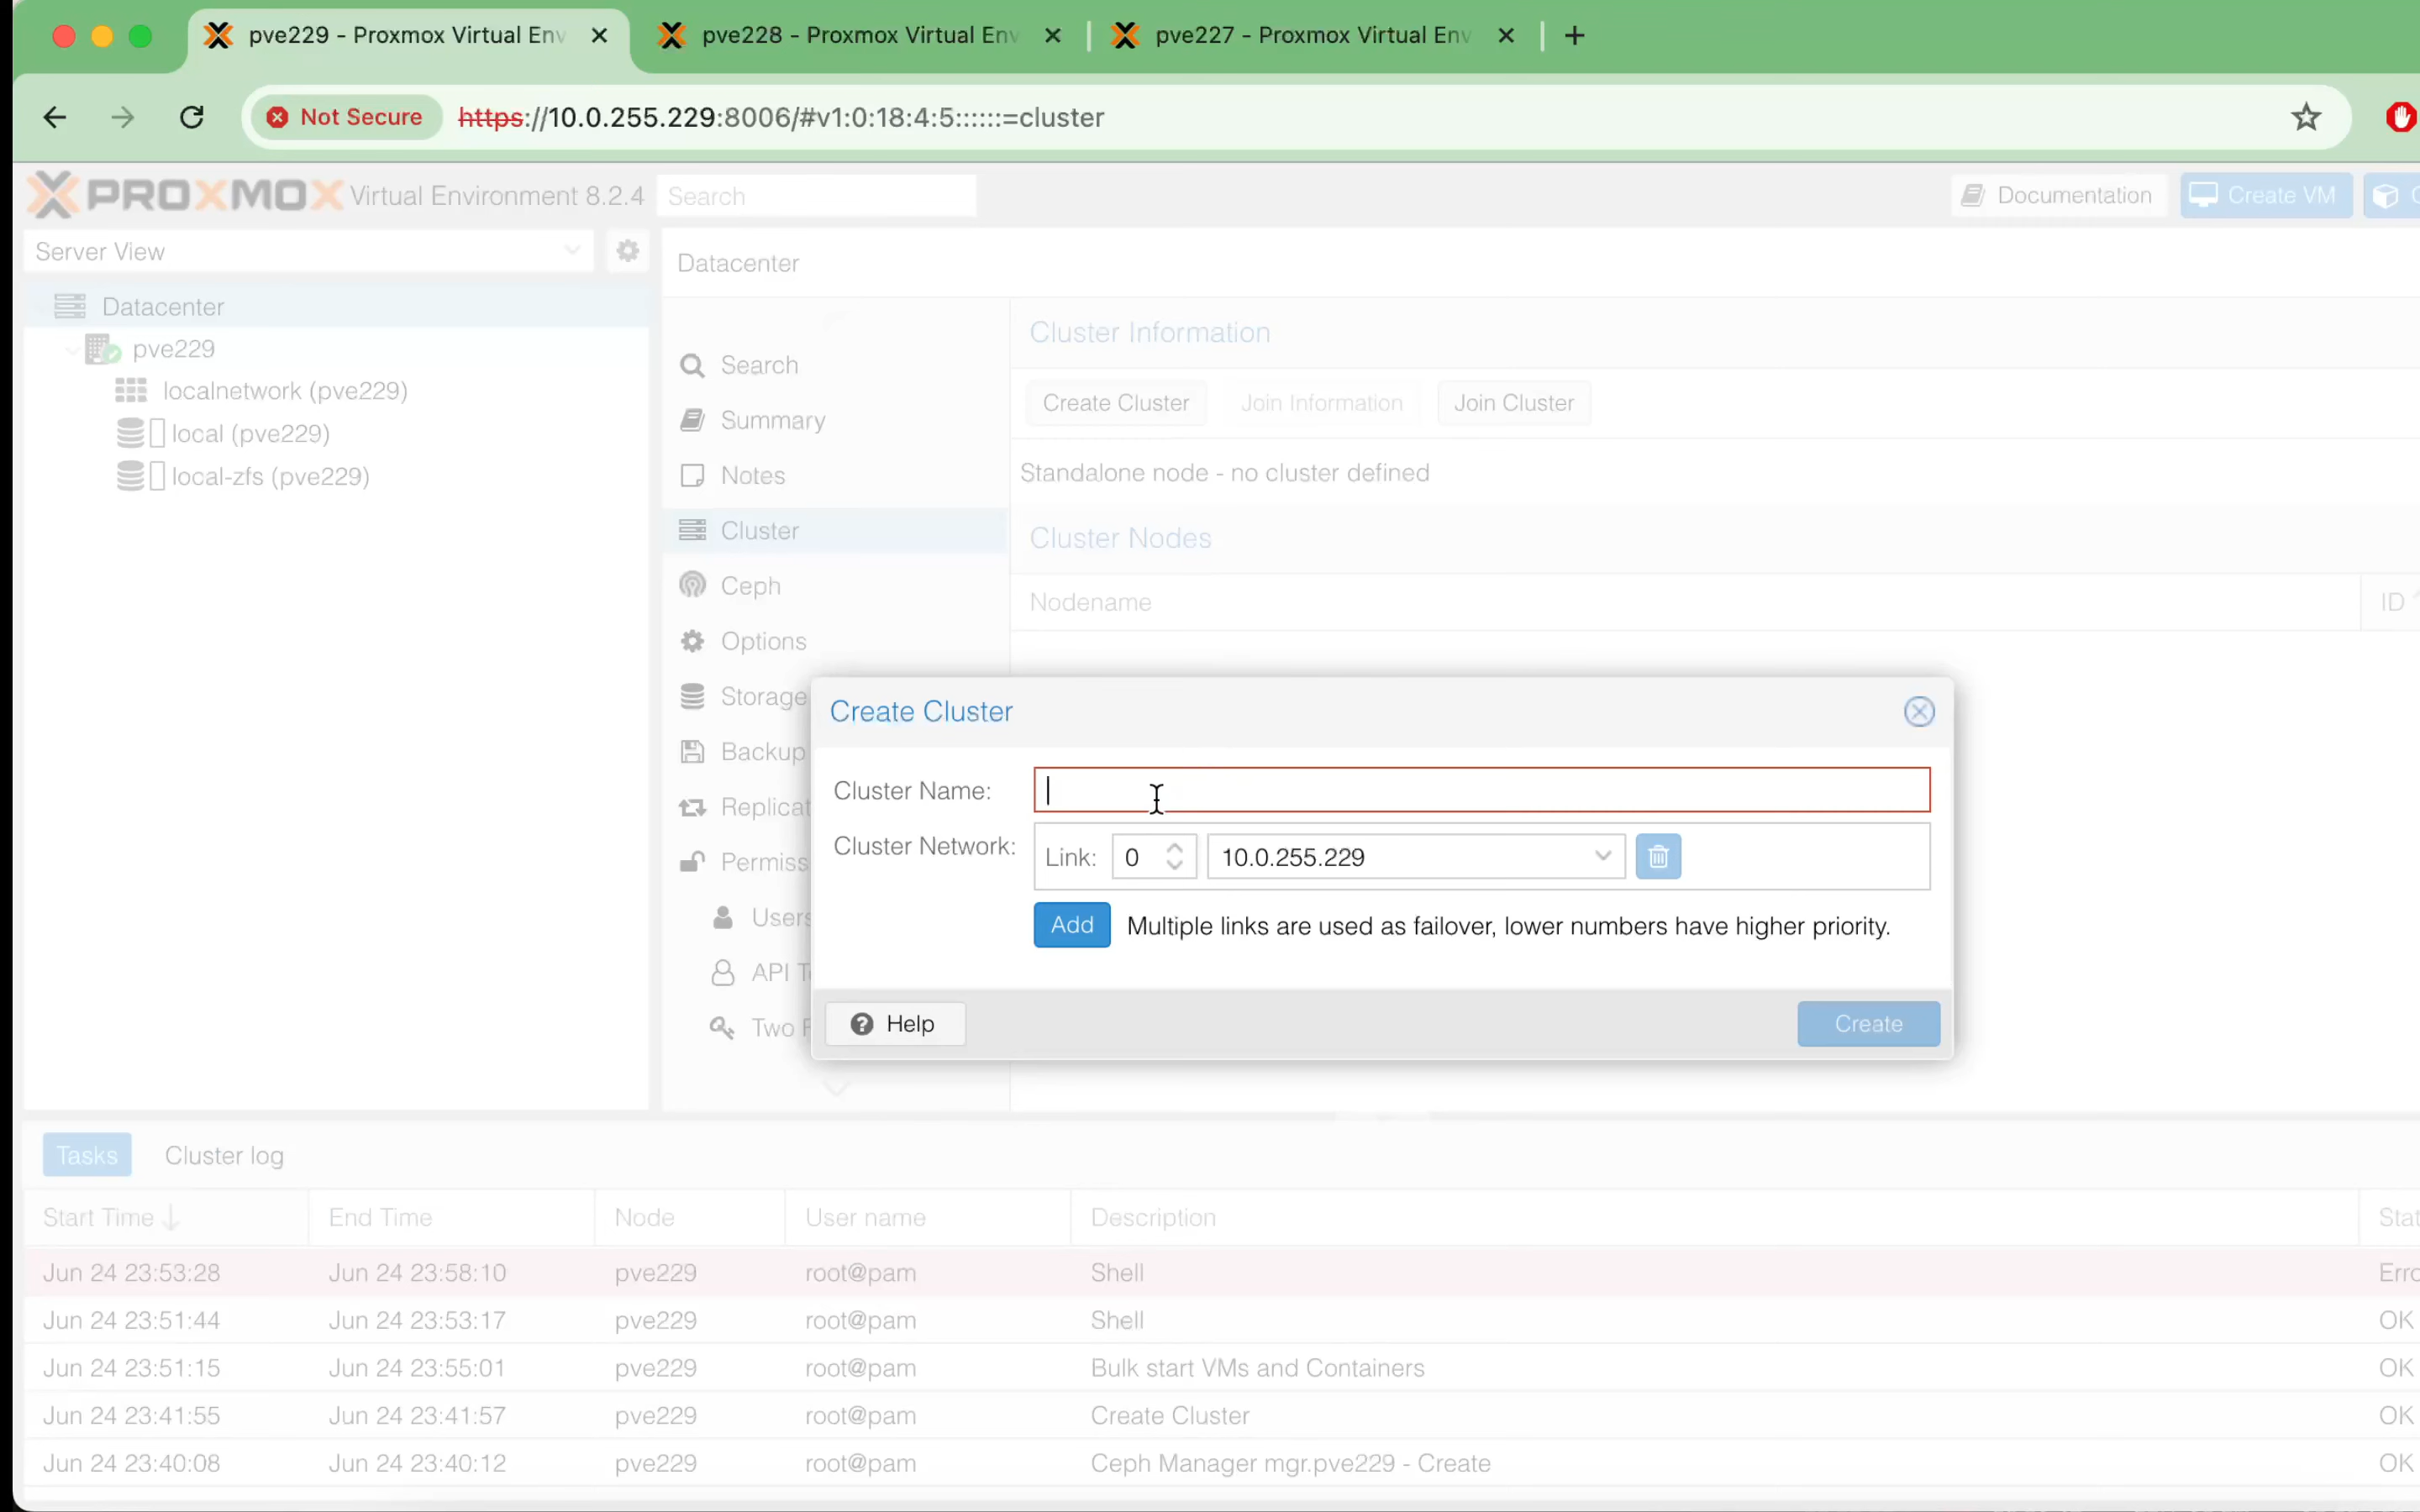 pve229 - Proxmox Virtual Env
pve228 - Proxmox Virtual Env
pve227 - Proxmox Virtual Env
Not Secure https://10.0.255.229:8006/#v1:0:18:4:5::::::=cluster
PROXMOX Virtual Environment 8.2.4 Search Documentation Create VM
Server View
Datacenter
pve229
localnetwork (pve229)
local (pve229)
local-zfs (pve229)
Datacenter
Search
Summary
Notes
Cluster
Ceph
Options
Storage
Backup
Replicat
Permiss
Users
API T
Two F
Cluster Information
Create Cluster Join Information Join Cluster
Standalone node - no cluster defined
Cluster Nodes
Nodename ID
Create Cluster
Cluster Name:
Cluster Network: Link: 0 10.0.255.229
Add Multiple links are used as failover, lower numbers have higher priority.
Help Create
Tasks Cluster log
Start Time End Time Node User name Description Stat
Jun 24 23:53:28 Jun 24 23:58:10 pve229 root@pam Shell Erro
Jun 24 23:51:44 Jun 24 23:53:17 pve229 root@pam Shell OK
Jun 24 23:51:15 Jun 24 23:55:01 pve229 root@pam Bulk start VMs and Containers OK
Jun 24 23:41:55 Jun 24 23:41:57 pve229 root@pam Create Cluster OK
Jun 24 23:40:08 Jun 24 23:40:12 pve229 root@pam Ceph Manager mgr.pve229 - Create OK